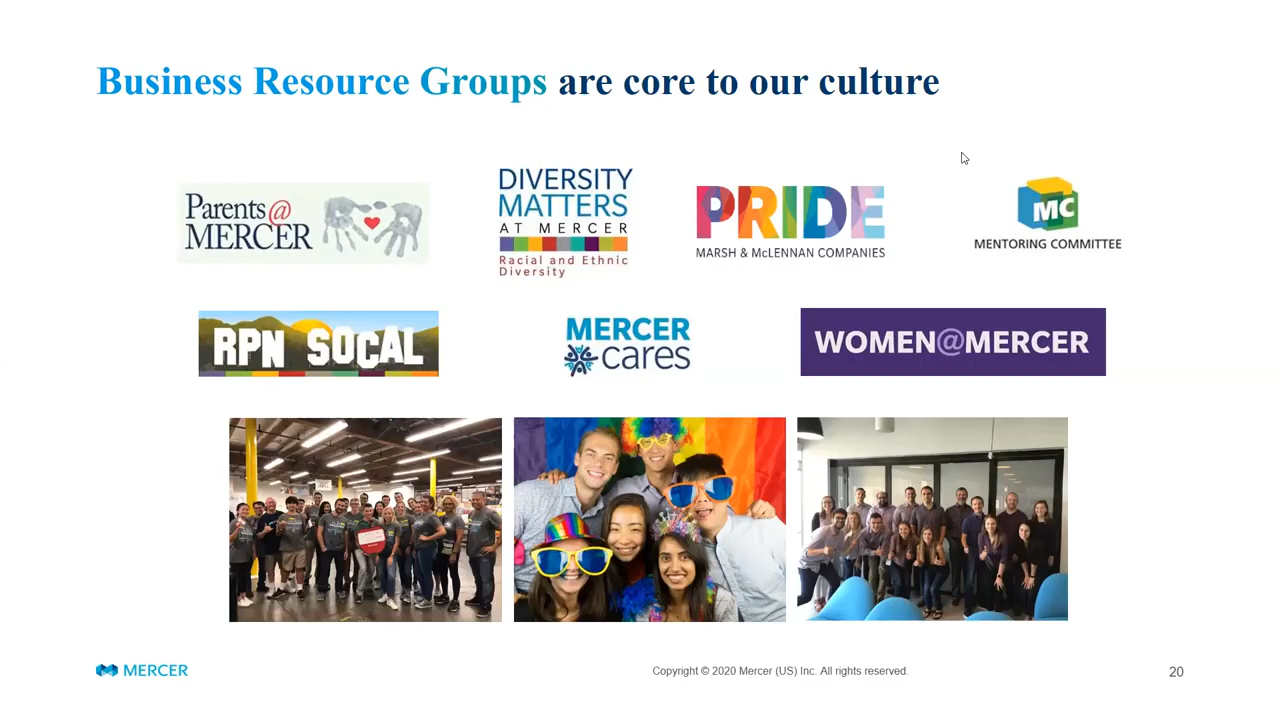 Business Resource Groups are core to our culture
Parents@
MERCER
DIVERSITY
MATTERS
AT MERCER
Racial and Ethnic
Diversity
PRIDE
MARSH & McLENNAN COMPANIES
MC
MENTORING COMMITTEE
RPN SOCAL
MERCER
cares
WOMEN@MERCER
MERCER
Copyright © 2020 Mercer (US) Inc. All rights reserved.
20